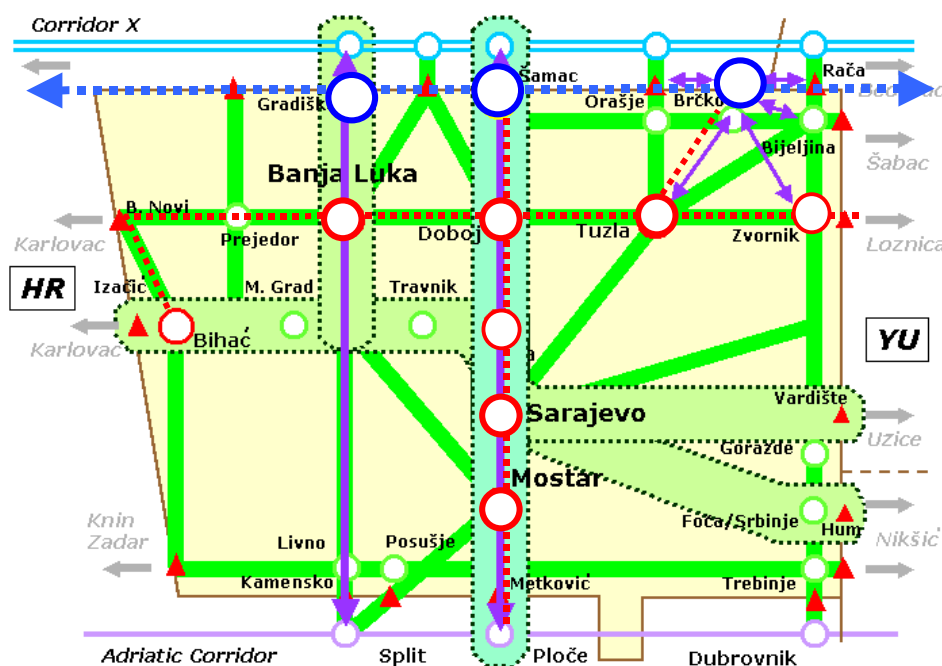 Corridor X
Šamac
Rača
Gradišk
Orašje
Brčko
Bijeljina
Šabac
Banja Luka
B. Novi
Karlovac
Prejedor
Doboj
Tuzla
Zvornik
Loznica
HR
Izačić
M. Grad
Travnik
Karlovac
Bihać
YU
Vardište
Sarajevo
Uzice
Goražde
Mostar
Knin
Zadar
Foča/Srbinje
Hum
Nikšić
Livno
Posušje
Kamensko
Metković
Trebinje
Adriatic Corridor
Split
Ploče
Dubrovnik